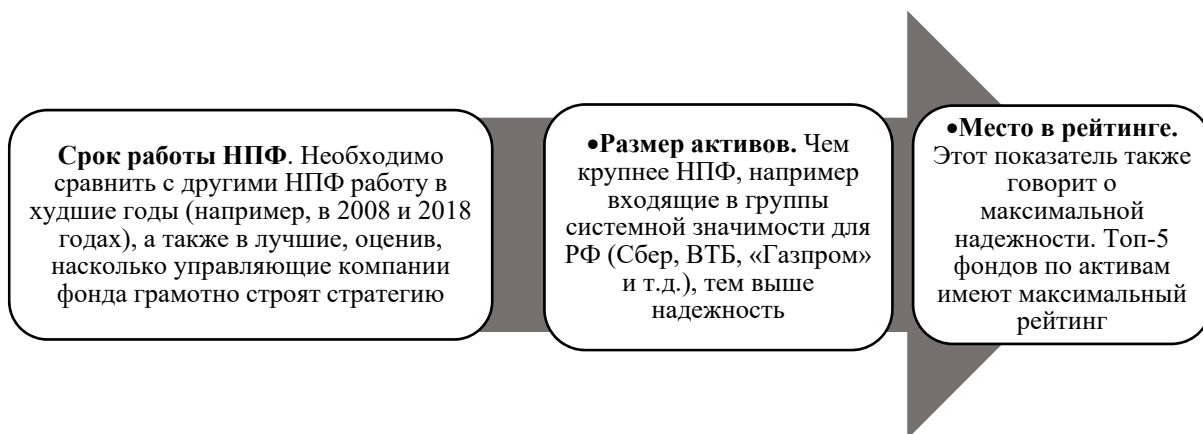 Срок работы НПФ. Необходимо
сравнить с другими НПФ работу в
худшие годы (например, в 2008 и 2018
годах), а также в лучшие, оценив,
насколько управляющие компании
фонда грамотно строят стратегию
•Размер активов. Чем
крупнее НПФ, например
входящие в группы
системной значимости для
РФ (Сбер, ВТБ, «Газпром»
и т.д.), тем выше
надежность
•Место в рейтинге.
Этот показатель также
говорит о
максимальной
надежности. Топ-5
фондов по активам
имеют максимальный
рейтинг